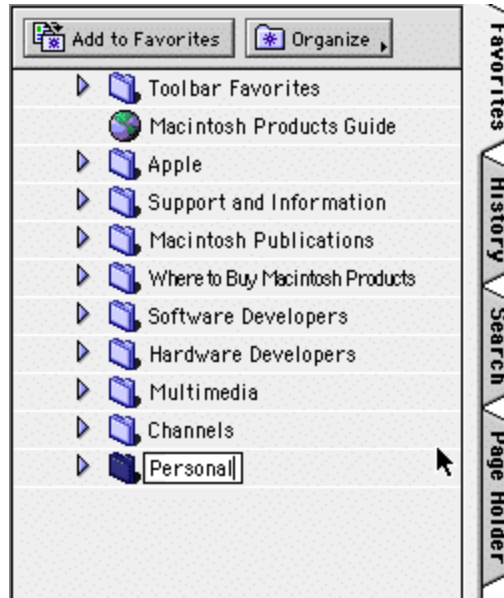 Add to Favorites
Organize
Toolbar Favorites
Macintosh Products Guide
Apple
Support and Information
Macintosh Publications
Where to Buy Macintosh Products
Software Developers
Hardware Developers
Multimedia
Channels
Personal
Favorites
History
Search
Page Holder